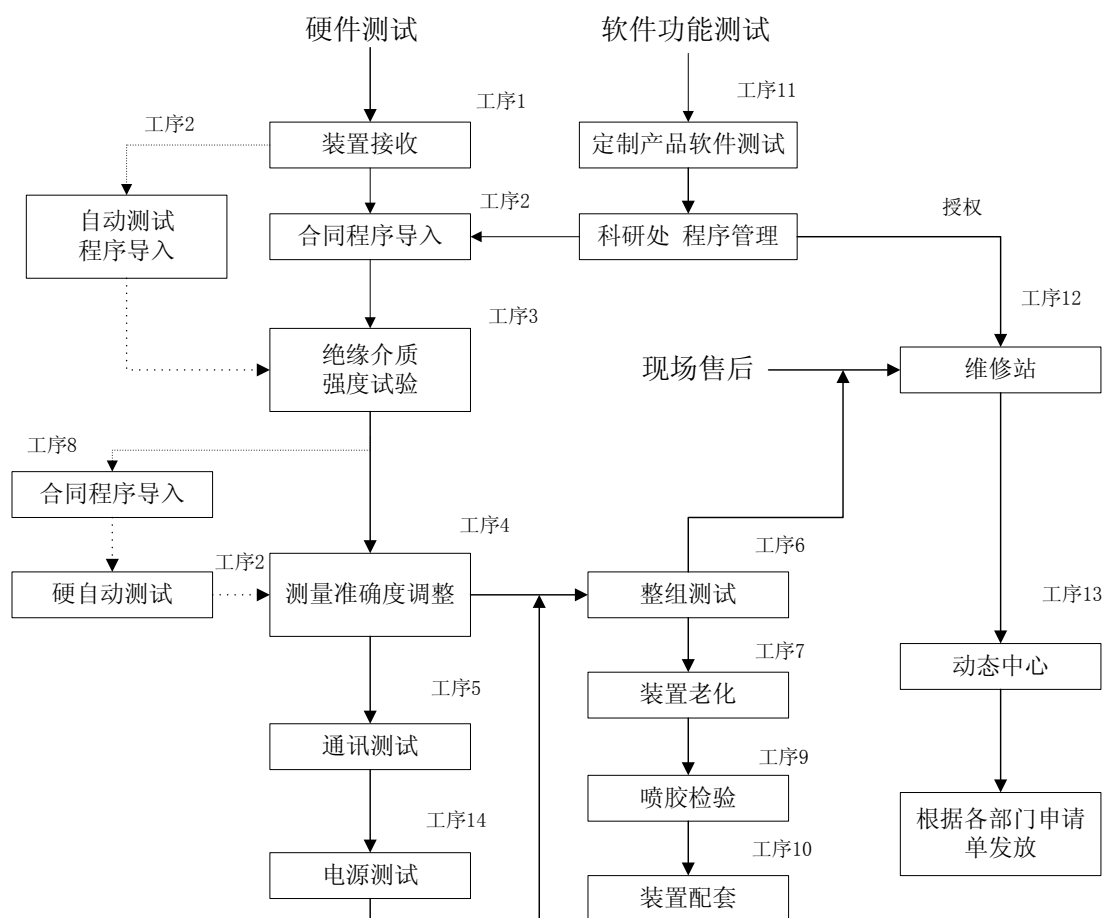 硬件测试
软件功能测试
工序11
工序1
工序2
装置接收
定制产品软件测试
自动测试
程序导入
工序2
授权
合同程序导入
科研处 程序管理
工序12
工序3
绝缘介质
强度试验
现场售后
维修站
工序8
合同程序导入
工序4
工序6
工序2
硬自动测试
测量准确度调整
整组测试
工序13
工序7
动态中心
工序5
装置老化
通讯测试
工序9
喷胶检验
根据各部门申请
单发放
工序14
工序10
电源测试
装置配套